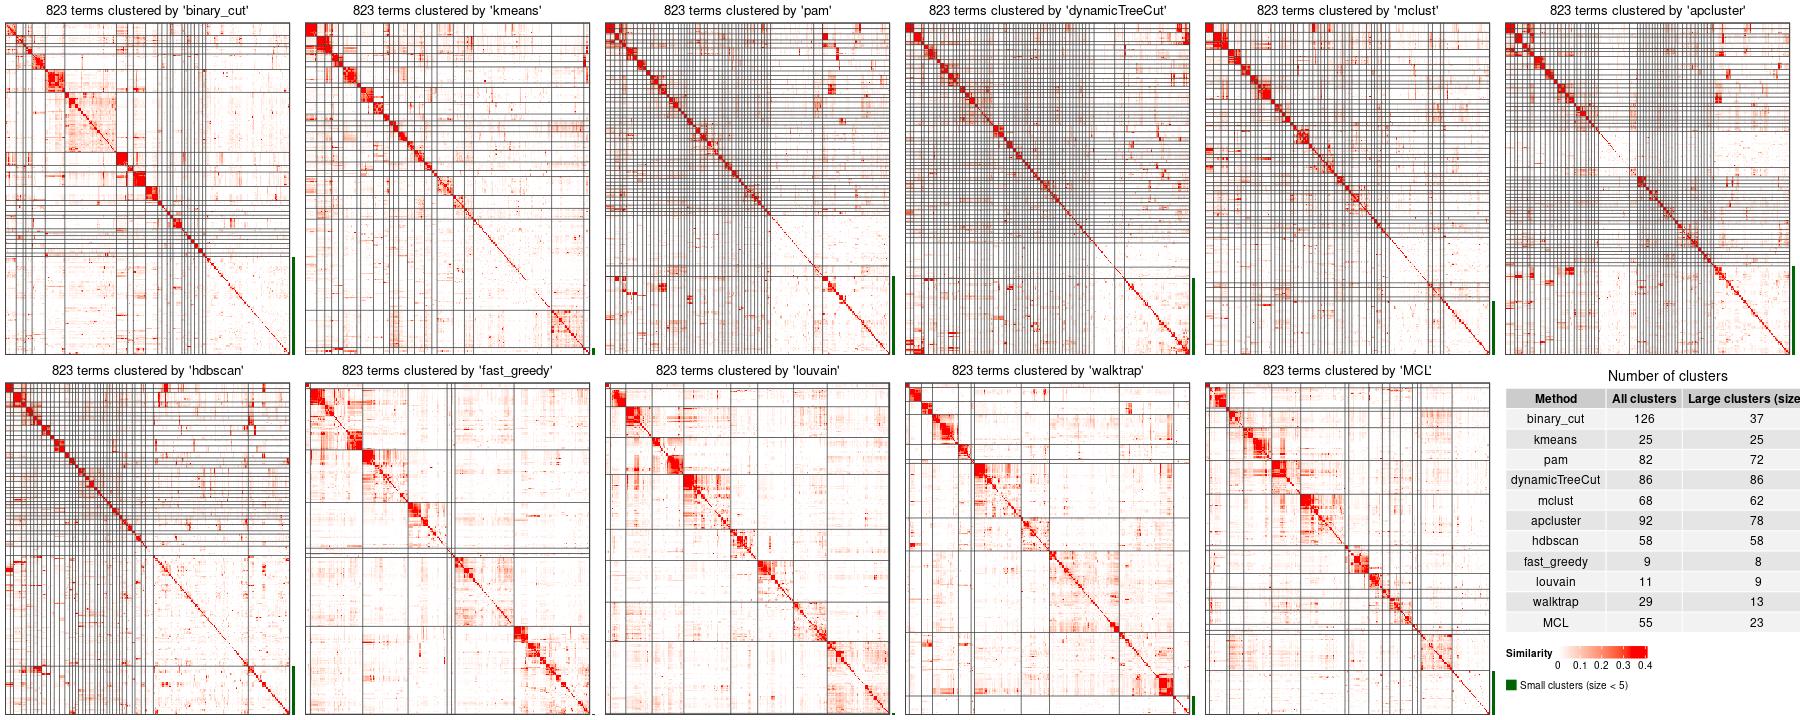 823 terms clustered by 'binary_cut'
823 terms clustered by 'kmeans'
823 terms clustered by 'pam'
823 terms clustered by 'dynamicTreeCut'
823 terms clustered by 'mclust'
823 terms clustered by 'apcluster'
823 terms clustered by 'hdbscan'
823 terms clustered by 'fast_greedy'
823 terms clustered by 'louvain'
823 terms clustered by 'walktrap'
823 terms clustered by 'MCL'
Number of clusters
Method All clusters Large clusters (size
binary_cut 126 37
kmeans 25 25
pam 82 72
dynamicTreeCut 86 86
mclust 68 62
apcluster 92 78
hdbscan 58 58
fast_greedy 9 8
louvain 11 9
walktrap 29 13
MCL 55 23
Similarity
0 0.1 0.2 0.3 0.4
Small clusters (size < 5)